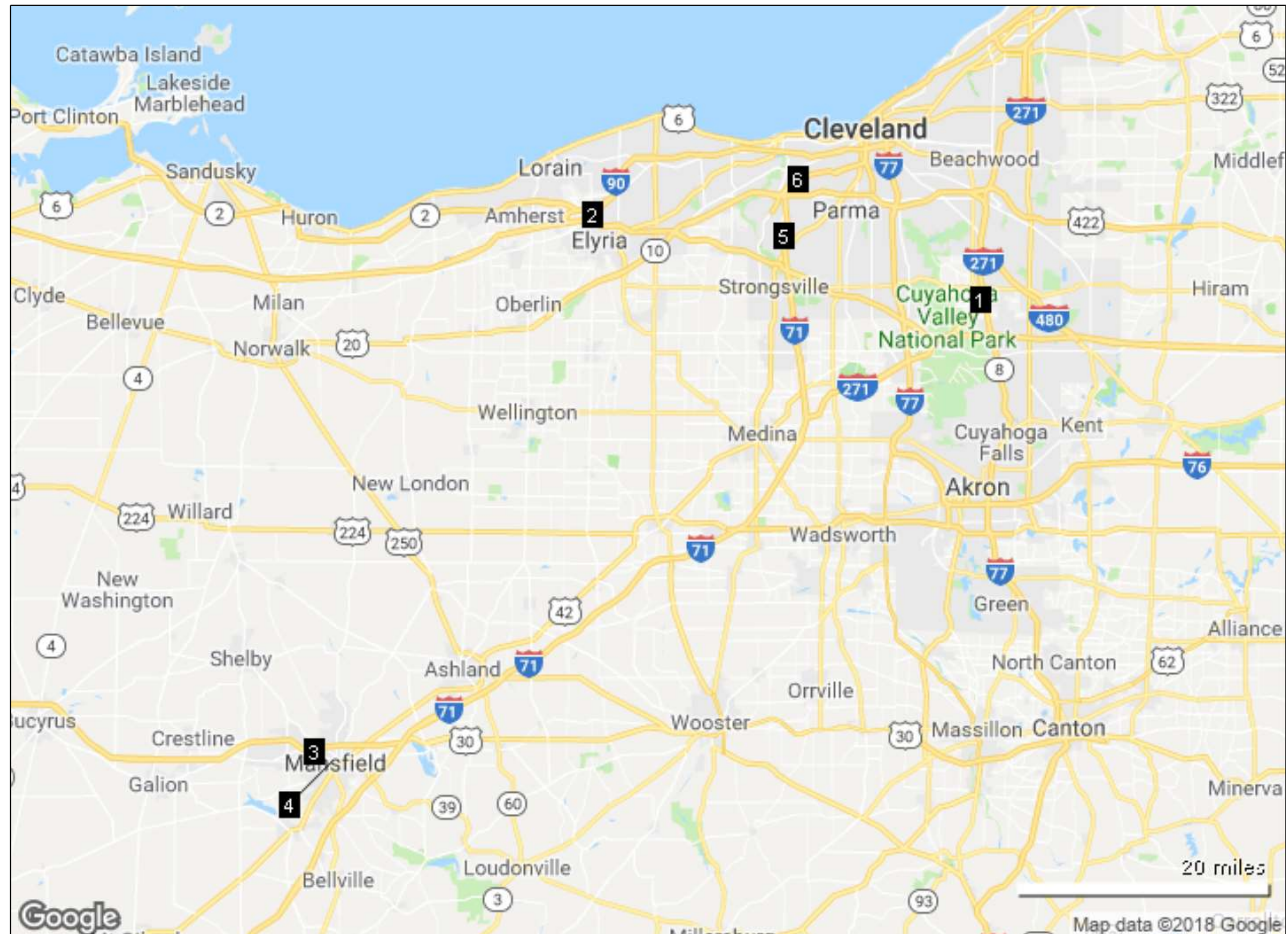 6
52
Catawba Island
Lakeside
Marblehead
Port Clinton
6
271
322
Cleveland
Lorain
90
77
Beachwood
Middlef
Sandusky
6
6
2
Huron
2
Amherst
2
Parma
422
Elyria
10
5
271
Clyde
Milan
Oberlin
Strongsville
Cuyahoga
Valley
National Park
1
Hiram
Bellevue
480
71
Norwalk
20
8
4
271
77
Wellington
Medina
Cuyahoga
Falls
Kent
76
4
New London
Akron
224
Willard
224
250
71
Wadsworth
New
Washington
77
42
Green
Alliance
4
Shelby
Ashland
71
North Canton
62
Orrville
71
Bucyrus
Crestline
30
Wooster
30
Massillon
Canton
3
Mansfield
Galion
4
39
60
Minerva
Bellville
Loudonville
20 miles
3
93
Google
Map data ©2018 Google